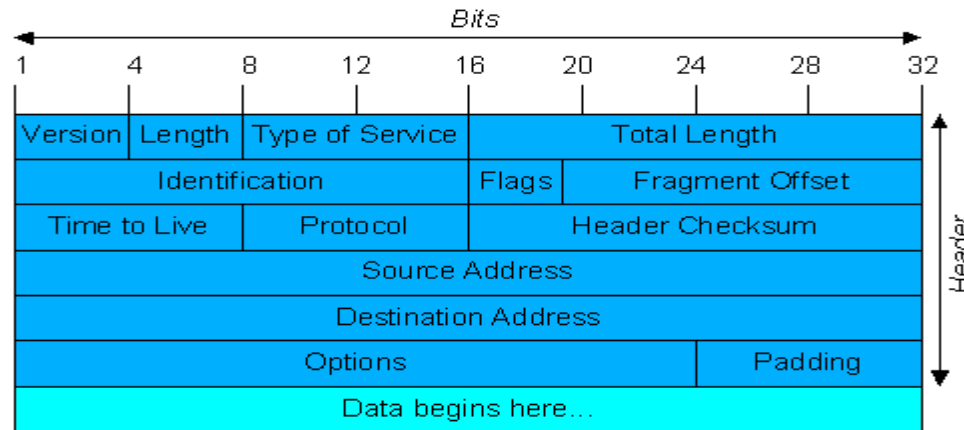 Bits
1 4 8 12 16 20 24 28 32
Version Length Type of Service Total Length
Identification Flags Fragment Offset
Time to Live Protocol Header Checksum
Source Address
Destination Address
Options Padding
Data begins here...
Header